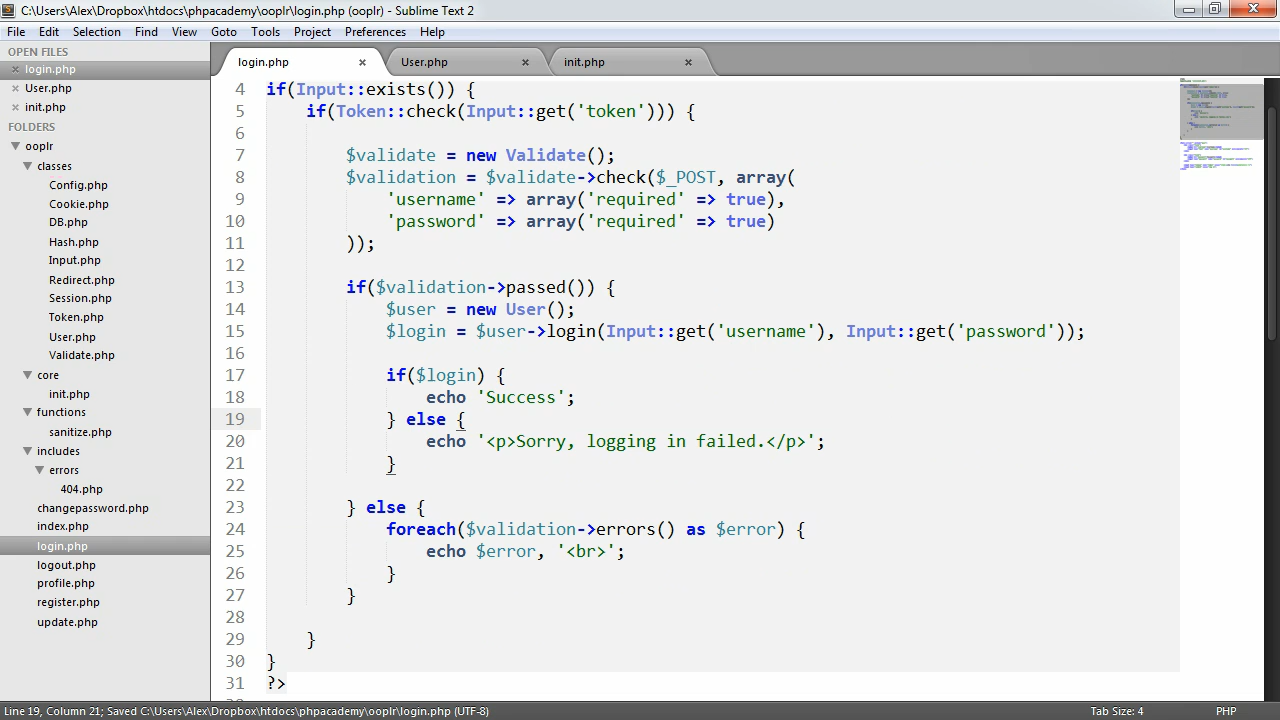 C:\Users\Alex\Dropbox\htdocs\phpacademy\ooplr\login.php (ooplr) - Sublime Text 2
File Edit Selection Find View Goto Tools Project Preferences Help
OPEN FILES
login.php
User.php
init.php
FOLDERS
ooplr
classes
Config.php
Cookie.php
DB.php
Hash.php
Input.php
Redirect.php
Session.php
Token.php
User.php
Validate.php
core
init.php
functions
sanitize.php
includes
errors
404.php
changepassword.php
index.php
login.php
logout.php
profile.php
register.php
update.php
login.php User.php init.php
4 if(Input::exists()) {
5 if(Token::check(Input::get('token'))) {
6
7 $validate = new Validate();
8 $validation = $validate->check($_POST, array(
9 'username' => array('required' => true),
10 'password' => array('required' => true)
11 ));
12
13 if($validation->passed()) {
14 $user = new User();
15 $login = $user->login(Input::get('username'), Input::get('password'));
16
17 if($login) {
18 echo 'Success';
19 } else {
20 echo '<p>Sorry, logging in failed.</p>';
21 }
22
23 } else {
24 foreach($validation->errors() as $error) {
25 echo $error, '<br>';
26 }
27 }
28
29 }
30 }
31 ?>
Line 19, Column 21; Saved C:\Users\Alex\Dropbox\htdocs\phpacademy\ooplr\login.php (UTF-8) Tab Size: 4 PHP